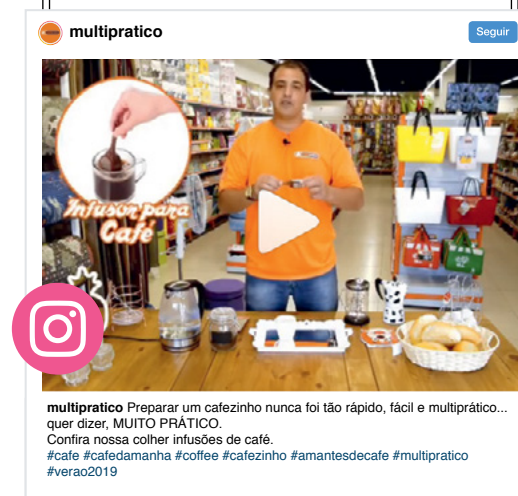 multipratico
Seguir
Infusor para
Café
multipratico Preparar um cafezinho nunca foi tão rápido, fácil e multiprático...
quer dizer, MUITO PRÁTICO.
Confira nossa colher infusões de café.
#cafe #cafedamanha #coffee #cafezinho #amantesdecafe #multipratico
#verao2019